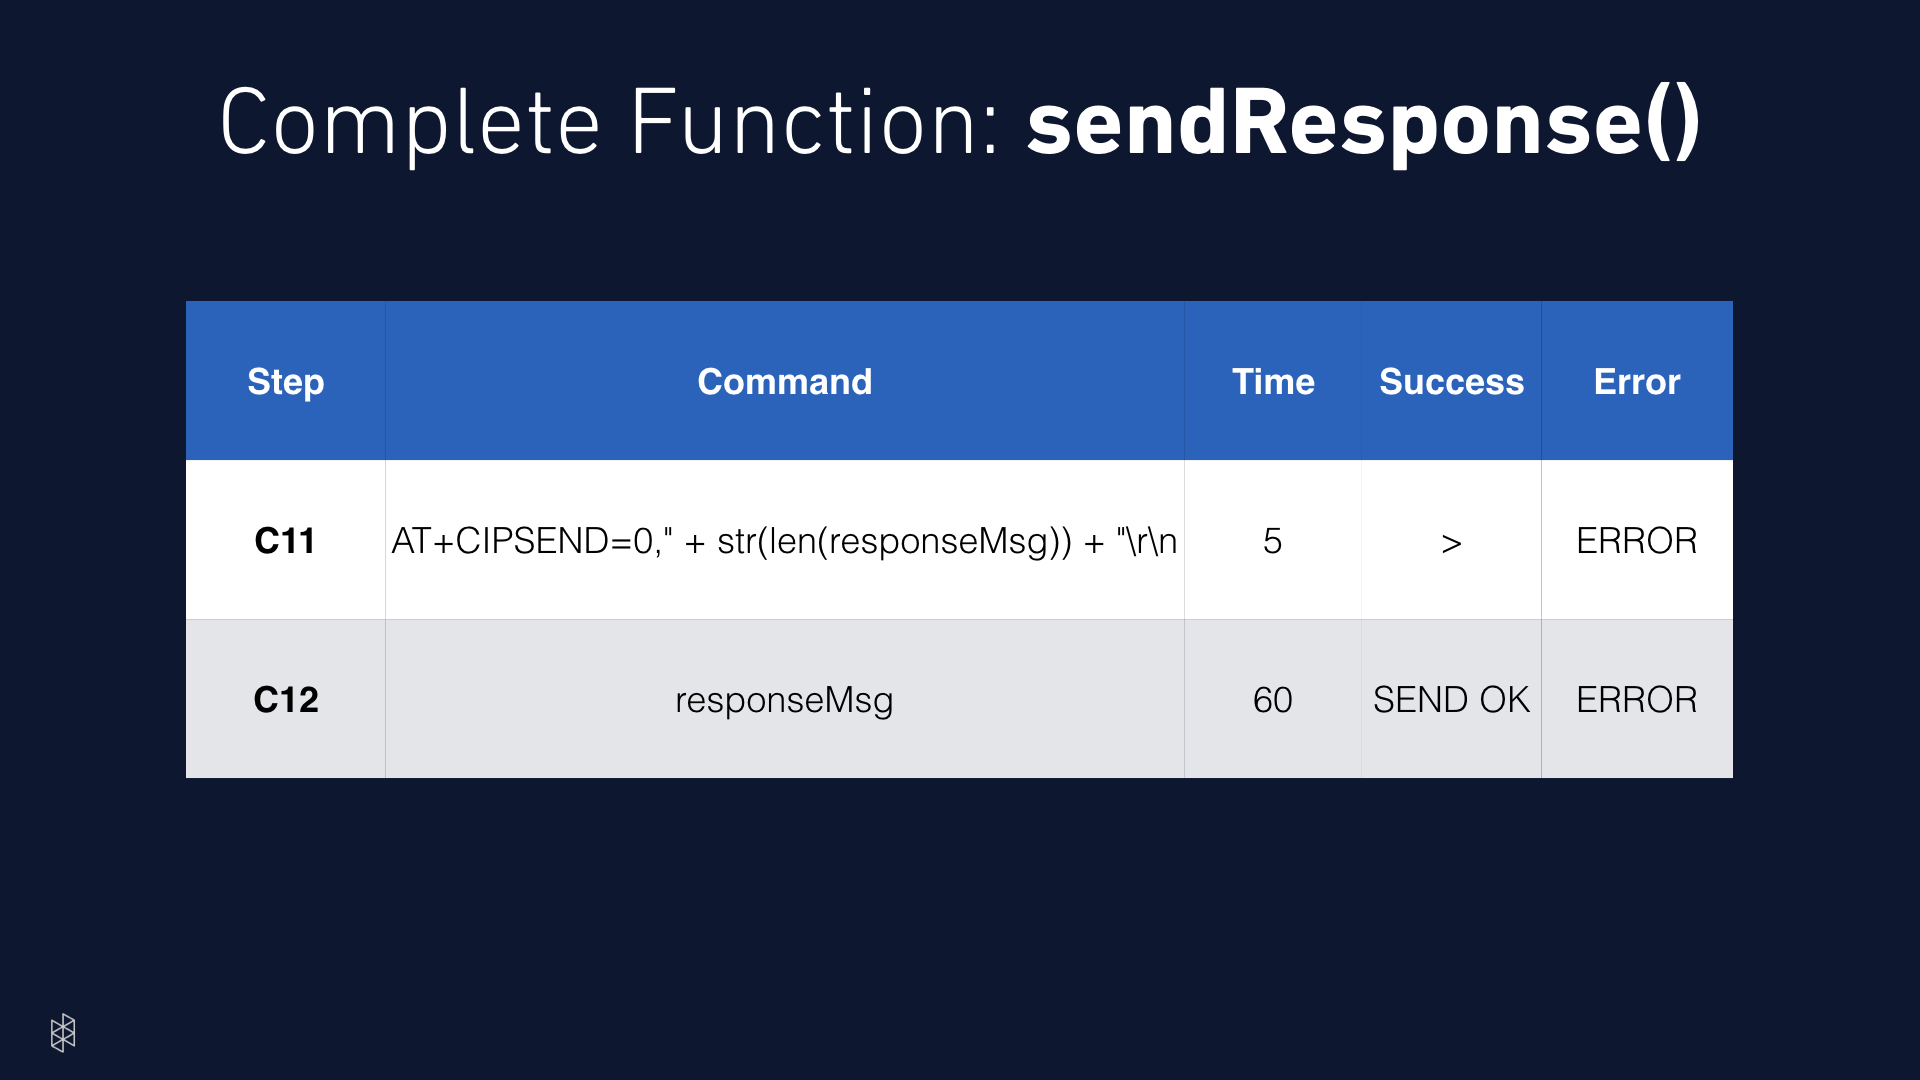 Complete Function: sendResponse()
Step Command Time Success Error
C11 AT+CIPSEND=0," + str(len(responseMsg)) + "\r\n 5 > ERROR
C12 responseMsg 60 SEND OK ERROR